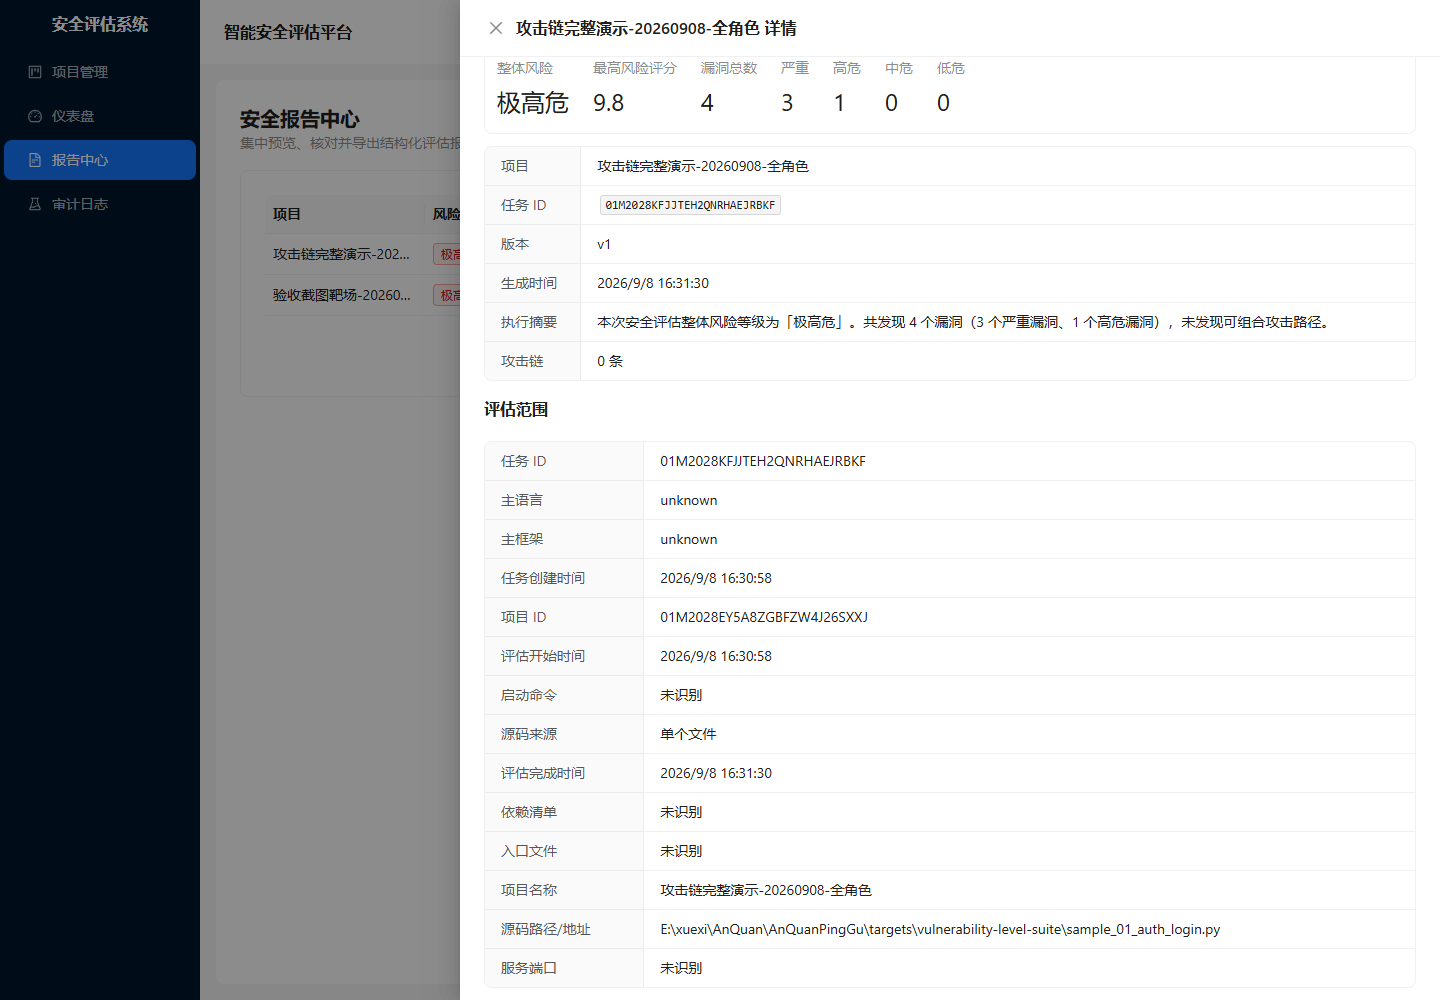 安全评估系统
项目管理
仪表盘
报告中心
审计日志
智能安全评估平台
安全报告中心
集中预览、核对并导出结构化评估报
项目
风险
攻击链完整演示-202...
极高
验收截图靶场-20260...
极高
攻击链完整演示-20260908-全角色 详情
整体风险 最高风险评分 漏洞总数 严重 高危 中危 低危
极高危 9.8 4 3 1 0 0
项目 攻击链完整演示-20260908-全角色
任务 ID 01M2028KFJJTEH2QNRHAEJRBKF
版本 v1
生成时间 2026/9/8 16:31:30
执行摘要 本次安全评估整体风险等级为「极高危」。共发现 4 个漏洞（3 个严重漏洞、1 个高危漏洞），未发现可组合攻击路径。
攻击链 0 条
评估范围
任务 ID 01M2028KFJJTEH2QNRHAEJRBKF
主语言 unknown
主框架 unknown
任务创建时间 2026/9/8 16:30:58
项目 ID 01M2028EY5A8ZGBFZW4J26SXXJ
评估开始时间 2026/9/8 16:30:58
启动命令 未识别
源码来源 单个文件
评估完成时间 2026/9/8 16:31:30
依赖清单 未识别
入口文件 未识别
项目名称 攻击链完整演示-20260908-全角色
源码路径/地址 E:\xuexi\AnQuan\AnQuanPingGu\targets\vulnerability-level-suite\sample_01_auth_login.py
服务端口 未识别